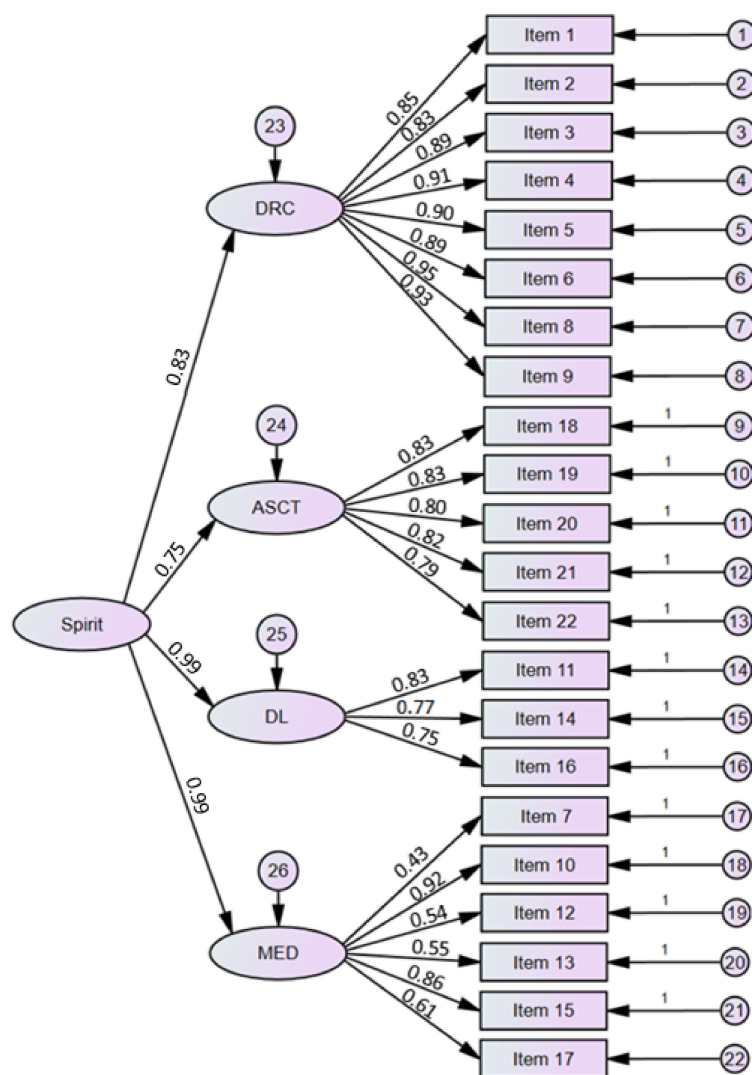 Item 1
1
0.85
Item 2
2
0.83
23
Item 3
3
0.89
Item 4
4
0.91
DRC
Item 5
5
0.90
Item 6
6
0.89
Item 8
7
0.95
Item 9
8
0.93
0.83
24
Item 18
1
9
0.83
Item 19
1
10
0.83
ASCT
Item 20
1
11
0.80
Item 21
1
12
0.82
Item 22
1
13
0.79
0.75
Spirit
25
Item 11
1
14
0.83
0.99
DL
Item 14
1
15
0.77
Item 16
1
16
0.75
0.99
Item 7
1
17
0.43
26
Item 10
1
18
0.92
Item 12
1
19
0.54
MED
Item 13
1
20
0.55
Item 15
1
21
0.86
Item 17
22
0.61